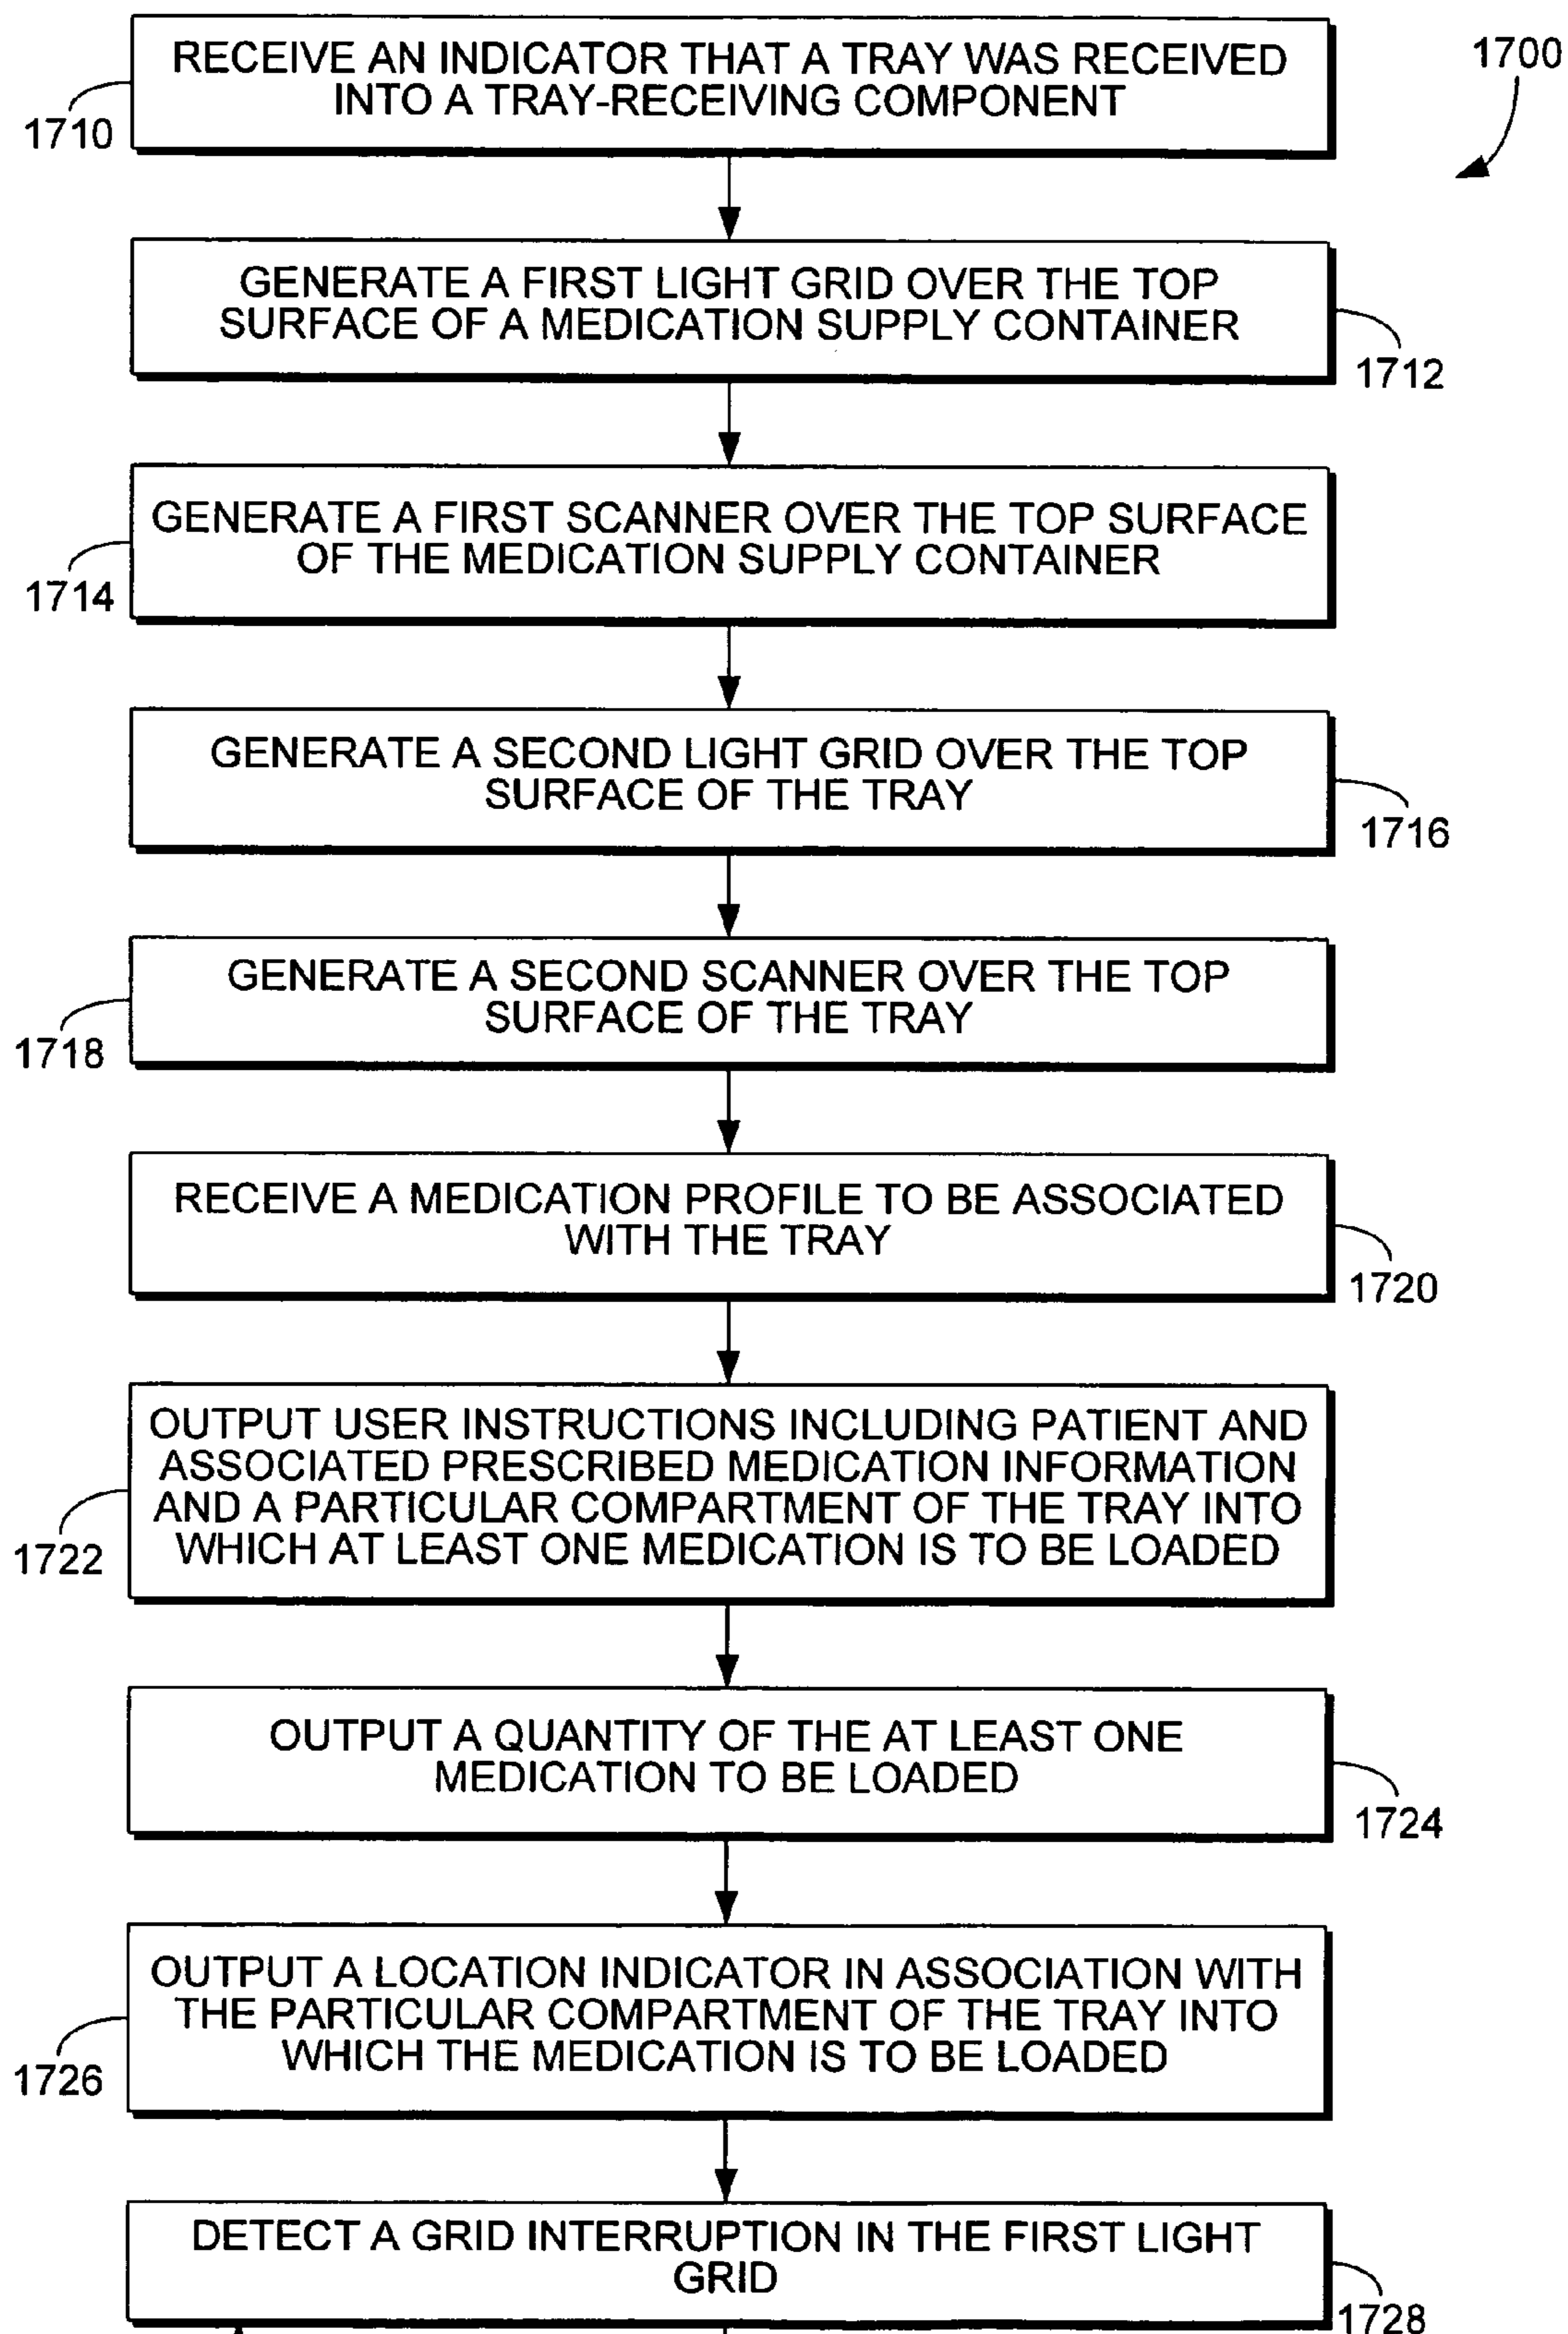 1700
RECEIVE AN INDICATOR THAT A TRAY WAS RECEIVED
INTO A TRAY-RECEIVING COMPONENT
1710
GENERATE A FIRST LIGHT GRID OVER THE TOP
SURFACE OF A MEDICATION SUPPLY CONTAINER
1712
GENERATE A FIRST SCANNER OVER THE TOP SURFACE
OF THE MEDICATION SUPPLY CONTAINER
1714
GENERATE A SECOND LIGHT GRID OVER THE TOP
SURFACE OF THE TRAY
1716
GENERATE A SECOND SCANNER OVER THE TOP
SURFACE OF THE TRAY
1718
RECEIVE A MEDICATION PROFILE TO BE ASSOCIATED
WITH THE TRAY
1720
OUTPUT USER INSTRUCTIONS INCLUDING PATIENT AND
ASSOCIATED PRESCRIBED MEDICATION INFORMATION
AND A PARTICULAR COMPARTMENT OF THE TRAY INTO
WHICH AT LEAST ONE MEDICATION IS TO BE LOADED
1722
OUTPUT A QUANTITY OF THE AT LEAST ONE
MEDICATION TO BE LOADED
1724
OUTPUT A LOCATION INDICATOR IN ASSOCIATION WITH
THE PARTICULAR COMPARTMENT OF THE TRAY INTO
WHICH THE MEDICATION IS TO BE LOADED
1726
DETECT A GRID INTERRUPTION IN THE FIRST LIGHT
GRID
1728